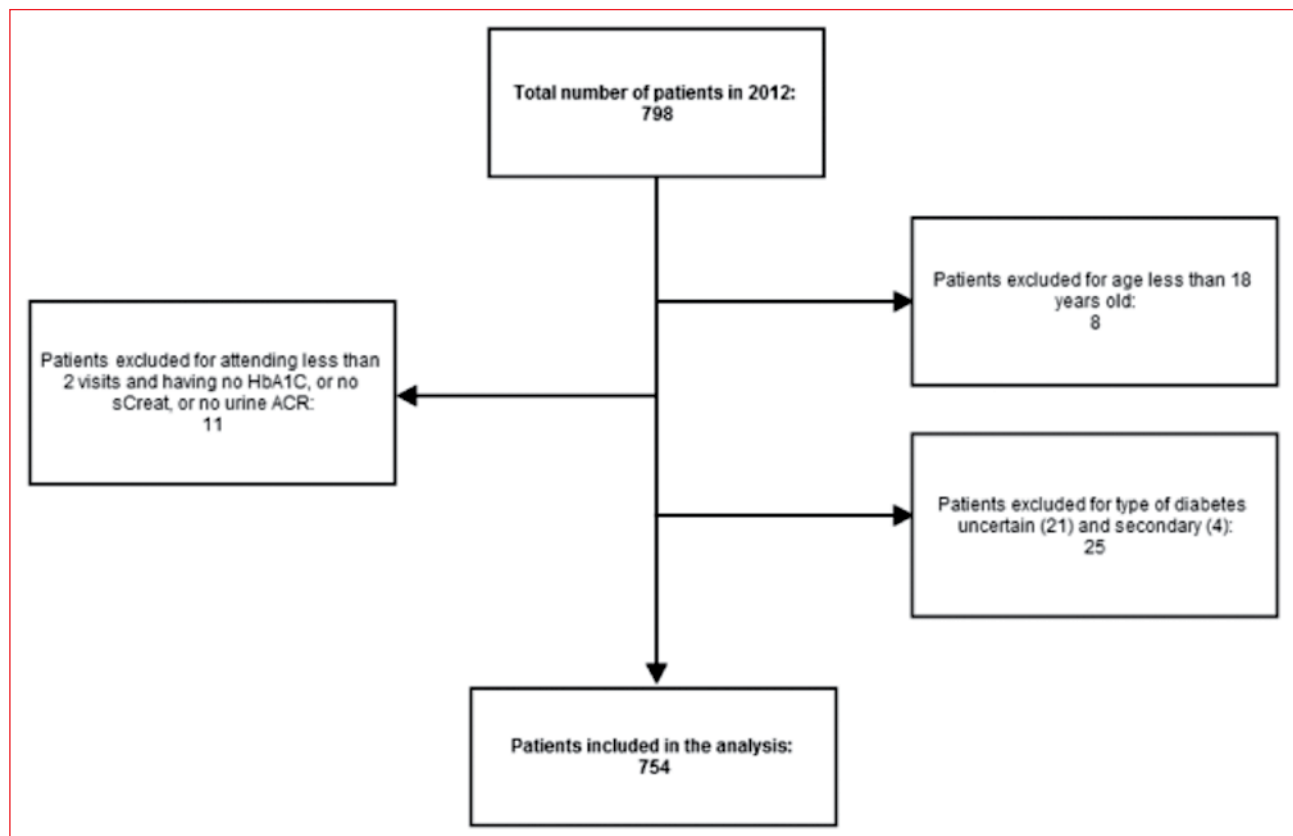 Total number of patients in 2012:
798
Patients excluded for age less than 18
years old:
8
Patients excluded for attending less than
2 visits and having no HbA1C, or no
sCreat, or no urine ACR:
11
Patients excluded for type of diabetes
uncertain (21) and secondary (4):
25
Patients included in the analysis:
754